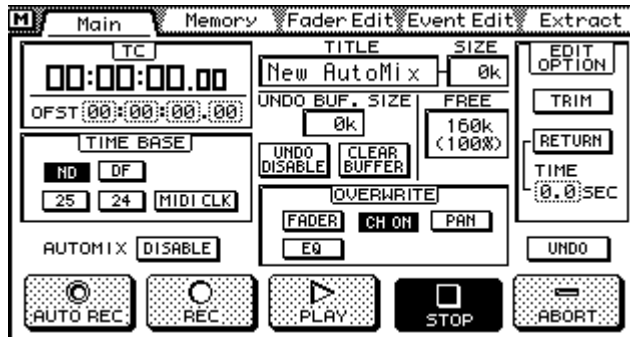 M Main Memory Fader Edit Event Edit Extract
TC
00:00:00.00
OFST 00:00:00.00
TIME BASE
ND DF
25 24 MIDI CLK
AUTOMIX DISABLE
TITLE
New AutoMix
SIZE
0k
UNDO BUF. SIZE
0k
FREE
160k
(100%)
UNDO
DISABLE
CLEAR
BUFFER
OVERWRITE
FADER CH ON PAN
EQ
EDIT
OPTION
TRIM
RETURN
TIME
0.0 SEC
UNDO
AUTO REC REC PLAY STOP ABORT